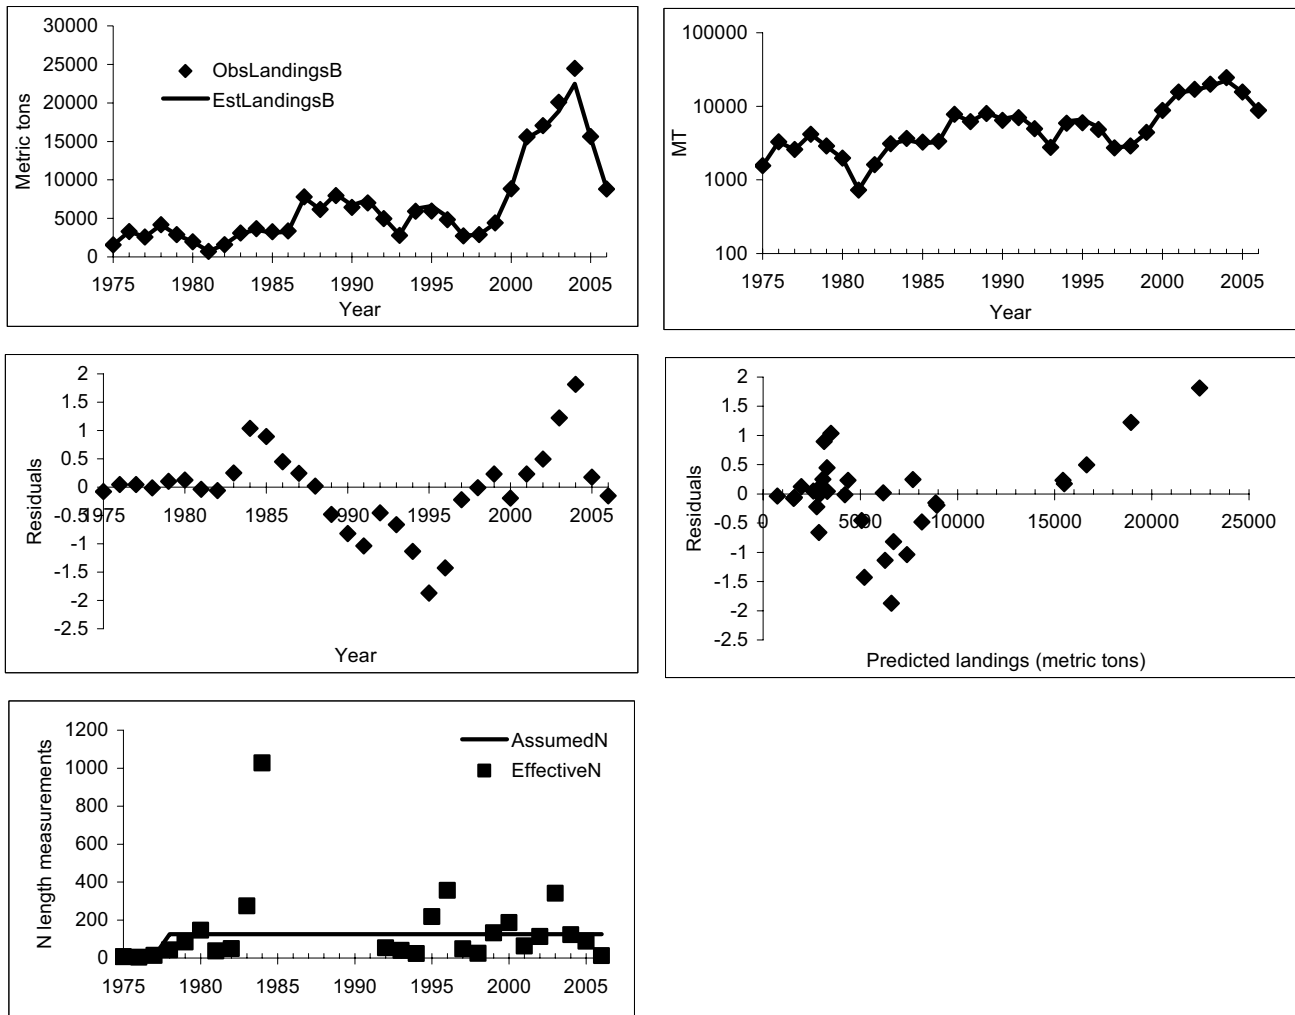 30000
25000
20000
15000
10000
5000
0
Metric tons
ObsLandingsB
EstLandingsB
1975 1980 1985 1990 1995 2000 2005
Year
100000
10000
1000
100
MT
1975 1980 1985 1990 1995 2000 2005
Year
2
1.5
1
0.5
0
-0.5
-1
-1.5
-2
-2.5
Residuals
1975 1980 1985 1990 1995 2000 2005
Year
2
1.5
1
0.5
0
-0.5
-1
-1.5
-2
-2.5
Residuals
0 5000 10000 15000 20000 25000
Predicted landings (metric tons)
1200
1000
800
600
400
200
0
N length measurements
AssumedN
EffectiveN
1975 1980 1985 1990 1995 2000 2005